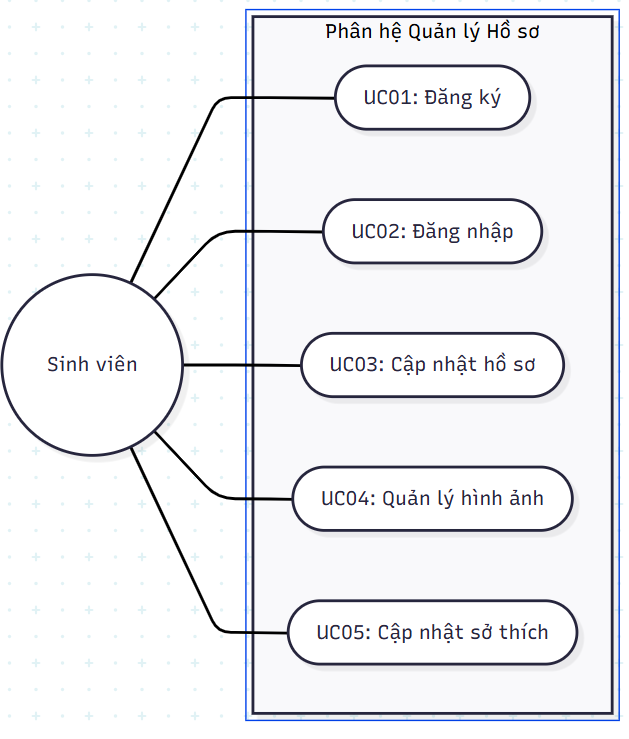 Phân hệ Quản lý Hồ sơ
UC01: Đăng ký
UC02: Đăng nhập
Sinh viên
UC03: Cập nhật hồ sơ
UC04: Quản lý hình ảnh
UC05: Cập nhật sở thích